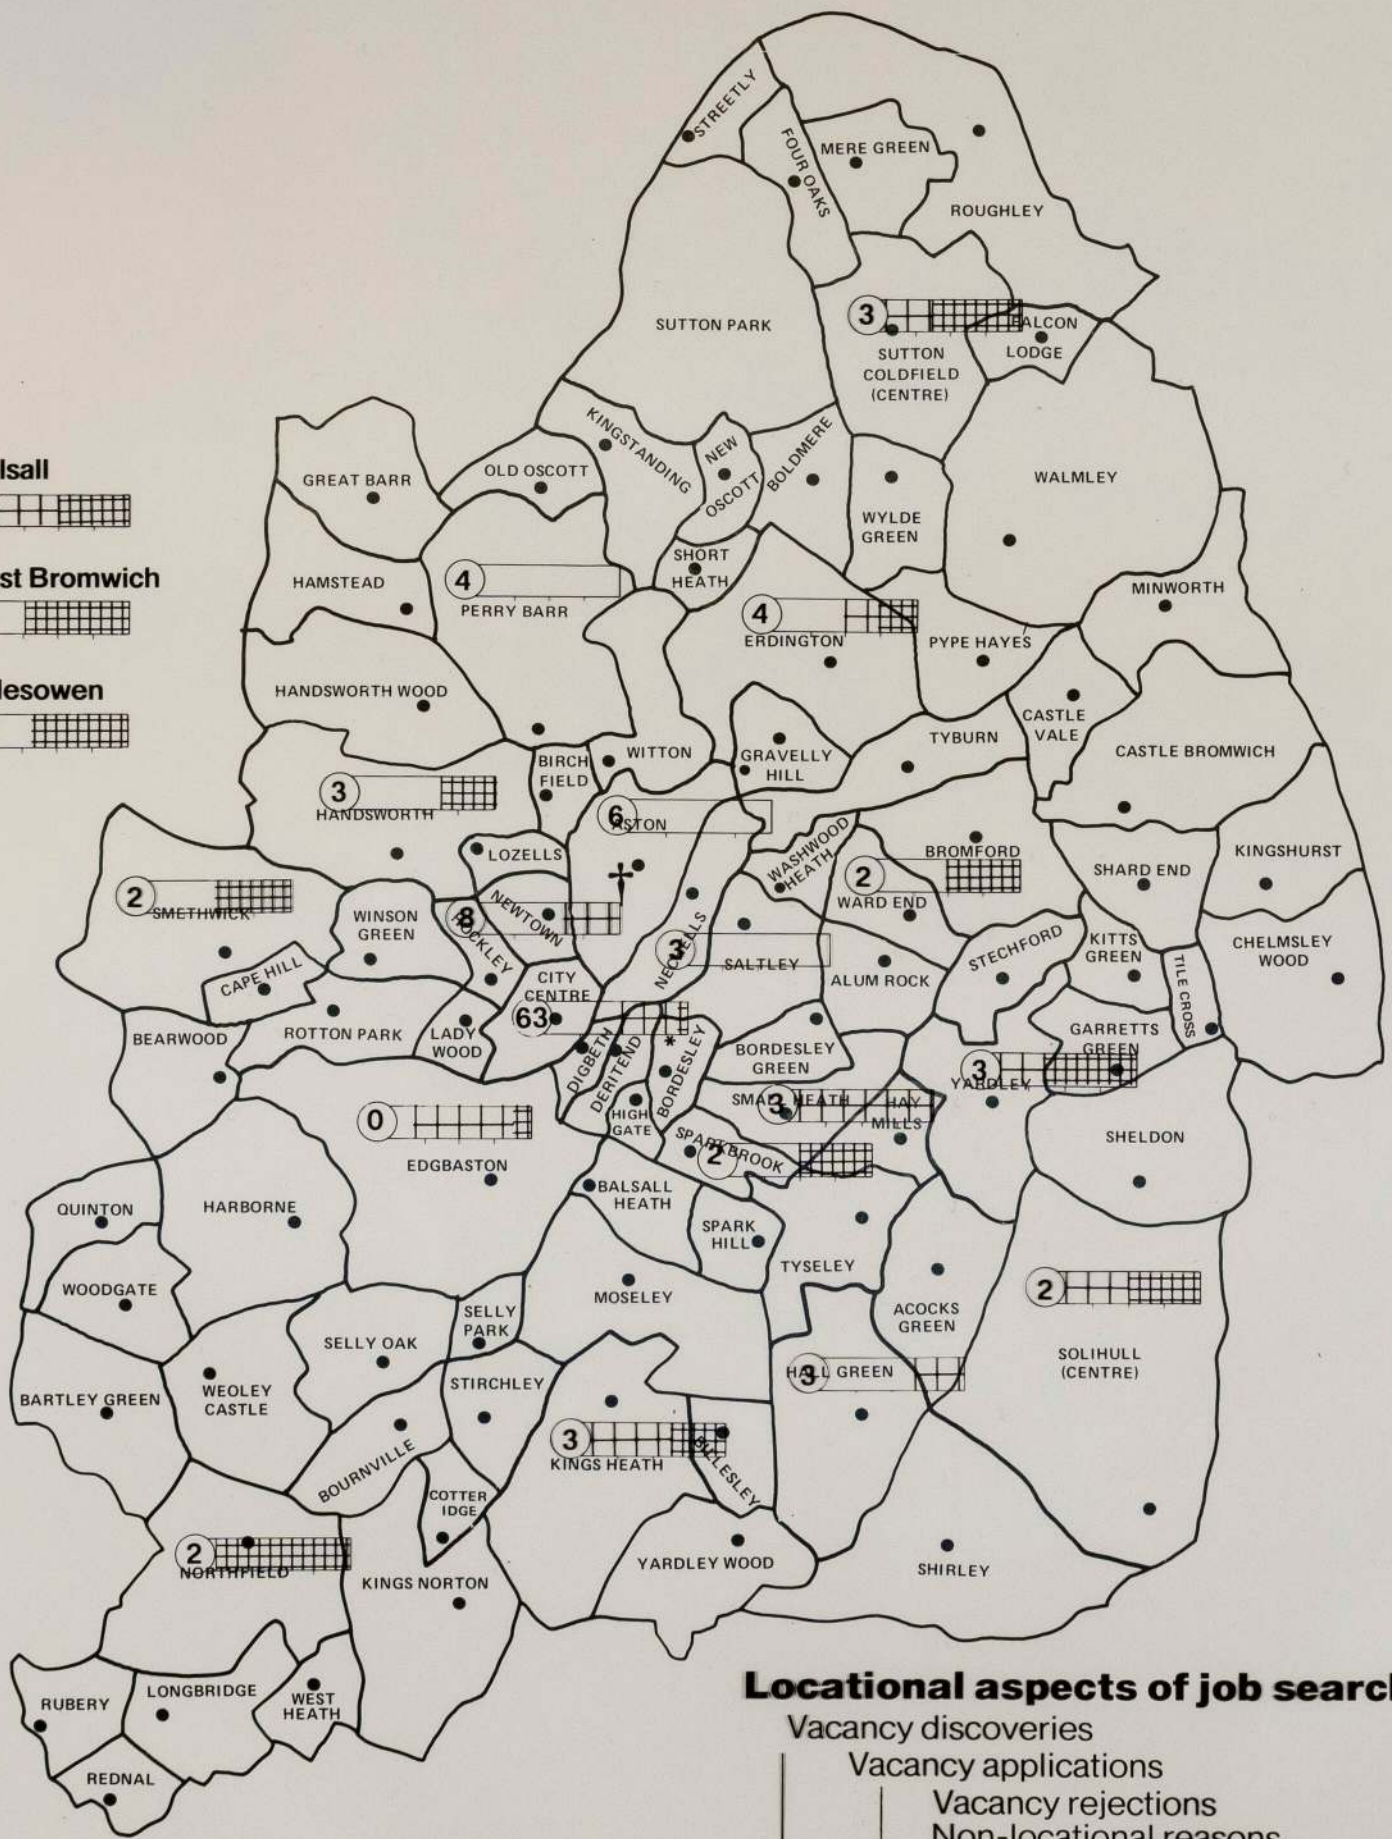 STREETLY
FOUR OAKS
MERE GREEN
ROUGHLEY
SUTTON PARK
3
SUTTON
COLDFIELD
(CENTRE)
FALCON
LODGE
lsall
GREAT BARR
OLD OSCOTT
KINGSTANDING
NEW
OSCOTT
BOLDMERE
WYLDE
GREEN
WALMLEY
st Bromwich
HAMSTEAD
4
PERRY BARR
SHORT
HEATH
4
ERDINGTON
PYPE HAYES
MINWORTH
lesowen
HANDSWORTH WOOD
BIRCH
FIELD
WITTON
GRAVELLY
HILL
TYBURN
CASTLE
VALE
CASTLE BROMWICH
3
HANDSWORTH
6
ASTON
†
LOZELLS
WASHWOOD
HEATH
BROMFORD
2
WARD END
SHARD END
KINGSHURST
2
SMETHWICK
WINSON
GREEN
8
HOCKLEY
NEWTOWN
NECHELLS
3
SALTLEY
ALUM ROCK
STECHFORD
KITTS
GREEN
TILE CROSS
CHELMSLEY
WOOD
CAPE HILL
CITY
CENTRE
63
BEARWOOD
ROTTON PARK
LADY
WOOD
DIGBETH
DERITEND
*
BORDESLEY
BORDESLEY
GREEN
GARRETTS
GREEN
3
YARDLEY
0
EDGBASTON
HIGH
GATE
3
SMALL HEATH
HAY
MILLS
2
SPARKBROOK
SHELDON
QUINTON
HARBORNE
BALSALL
HEATH
SPARK
HILL
TYSELEY
WOODGATE
MOSELEY
ACOCKS
GREEN
2
SOLIHULL
(CENTRE)
SELLY OAK
SELLY
PARK
3
HALL GREEN
BARTLEY GREEN
WEOLEY
CASTLE
STIRCHLEY
BOURNVILLE
3
KINGS HEATH
BILLESLEY
COTTER
IDGE
2
NORTHFIELD
KINGS NORTON
YARDLEY WOOD
SHIRLEY
RUBERY
LONGBRIDGE
WEST
HEATH
REDNAL
Locational aspects of job search
Vacancy discoveries
Vacancy applications
Vacancy rejections
Non-locational reasons